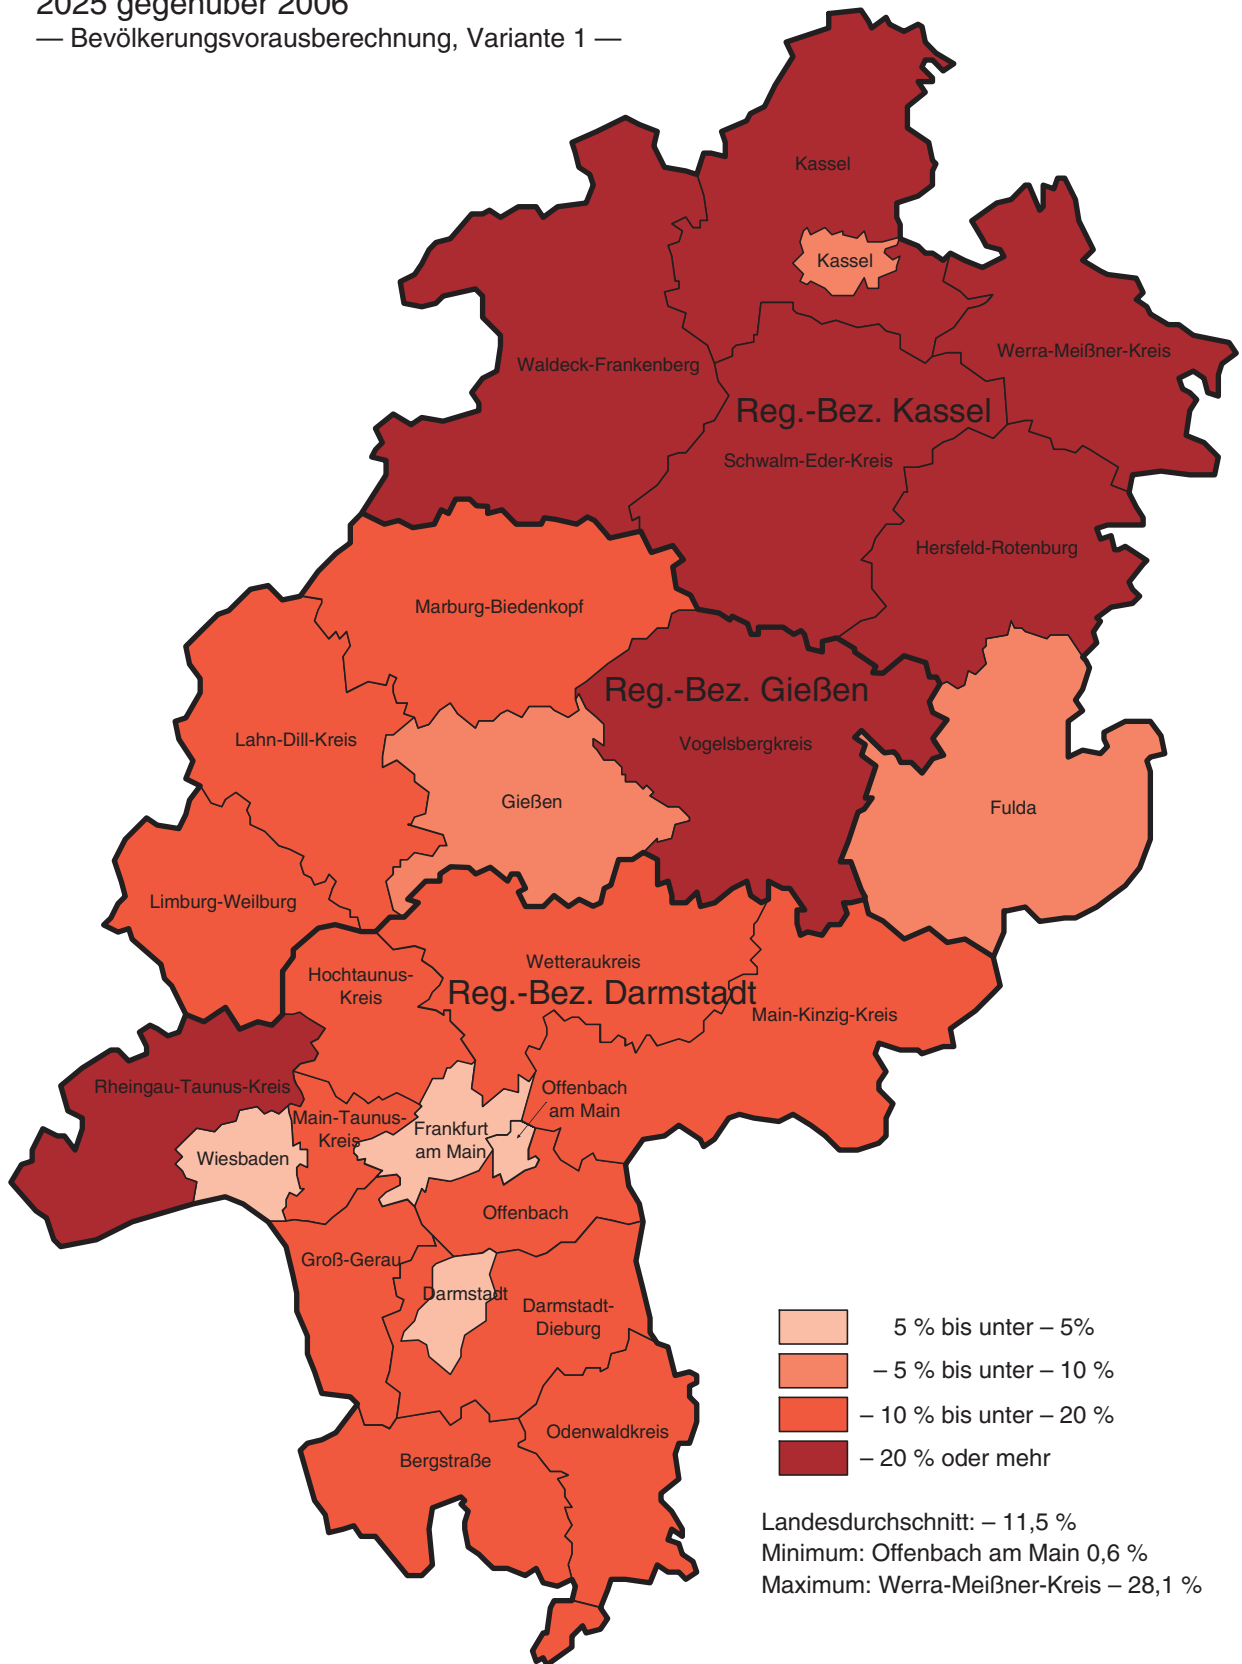 2025 gegenüber 2006
— Bevölkerungsvorausberechnung, Variante 1 —
Kassel
Kassel
Werra-Meißner-Kreis
Waldeck-Frankenberg
Reg.-Bez. Kassel
Schwalm-Eder-Kreis
Hersfeld-Rotenburg
Marburg-Biedenkopf
Reg.-Bez. Gießen
Lahn-Dill-Kreis
Vogelsbergkreis
Gießen
Fulda
Limburg-Weilburg
Wetteraukreis
Hochtaunus-
Kreis
Reg.-Bez. Darmstadt
Main-Kinzig-Kreis
Rheingau-Taunus-Kreis
Offenbach
am Main
Main-Taunus-
Kreis
Frankfurt
am Main
Wiesbaden
Offenbach
Groß-Gerau
Darmstadt
Darmstadt-
Dieburg
Odenwaldkreis
Bergstraße
5 % bis unter – 5%
– 5 % bis unter – 10 %
– 10 % bis unter – 20 %
– 20 % oder mehr
Landesdurchschnitt: – 11,5 %
Minimum: Offenbach am Main 0,6 %
Maximum: Werra-Meißner-Kreis – 28,1 %